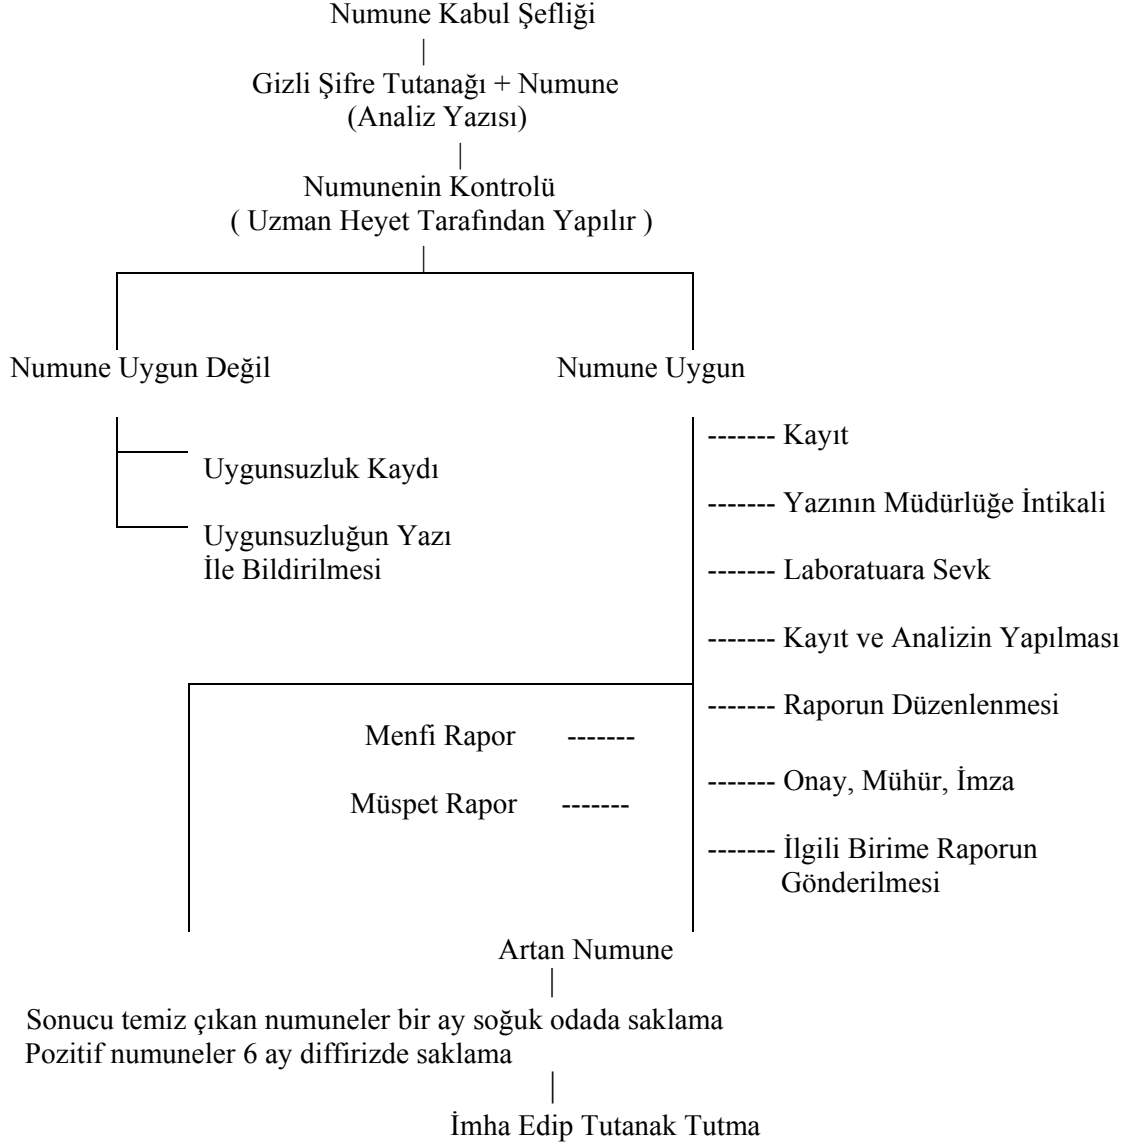 Numune Kabul Şefliği
|
Gizli Şifre Tutanağı + Numune
(Analiz Yazısı)
|
Numunenin Kontrolü
( Uzman Heyet Tarafından Yapılır )
|
Numune Uygun Değil
Numune Uygun
Uygunsuzluk Kaydı
Uygunsuzluğun Yazı
İle Bildirilmesi
------- Kayıt
------- Yazının Müdürlüğe İntikali
------- Laboratuara Sevk
------- Kayıt ve Analizin Yapılması
------- Raporun Düzenlenmesi
Menfi Rapor -------
Müspet Rapor -------
------- Onay, Mühür, İmza
------- İlgili Birime Raporun
Gönderilmesi
Artan Numune
|
Sonucu temiz çıkan numuneler bir ay soğuk odada saklama
Pozitif numuneler 6 ay diffirizde saklama
|
İmha Edip Tutanak Tutma